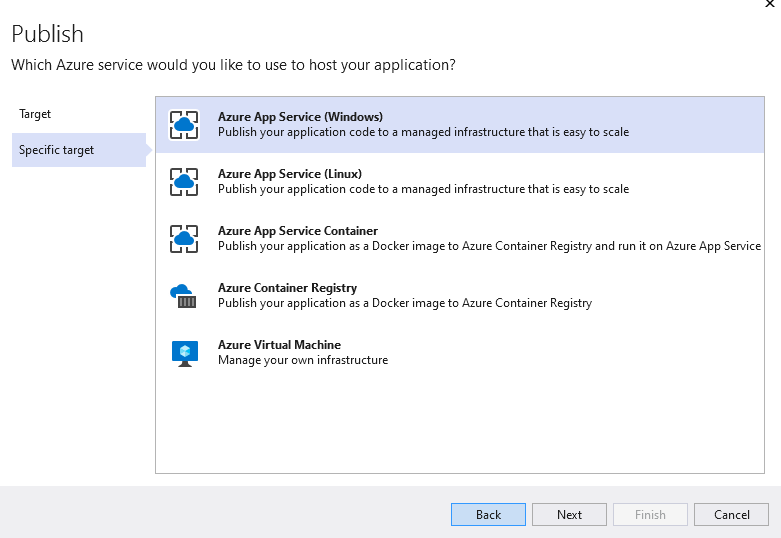 Publish
Which Azure service would you like to use to host your application?
Target
Specific target
Azure App Service (Windows)
Publish your application code to a managed infrastructure that is easy to scale
Azure App Service (Linux)
Publish your application code to a managed infrastructure that is easy to scale
Azure App Service Container
Publish your application as a Docker image to Azure Container Registry and run it on Azure App Service
Azure Container Registry
Publish your application as a Docker image to Azure Container Registry
Azure Virtual Machine
Manage your own infrastructure
Back Next Finish Cancel